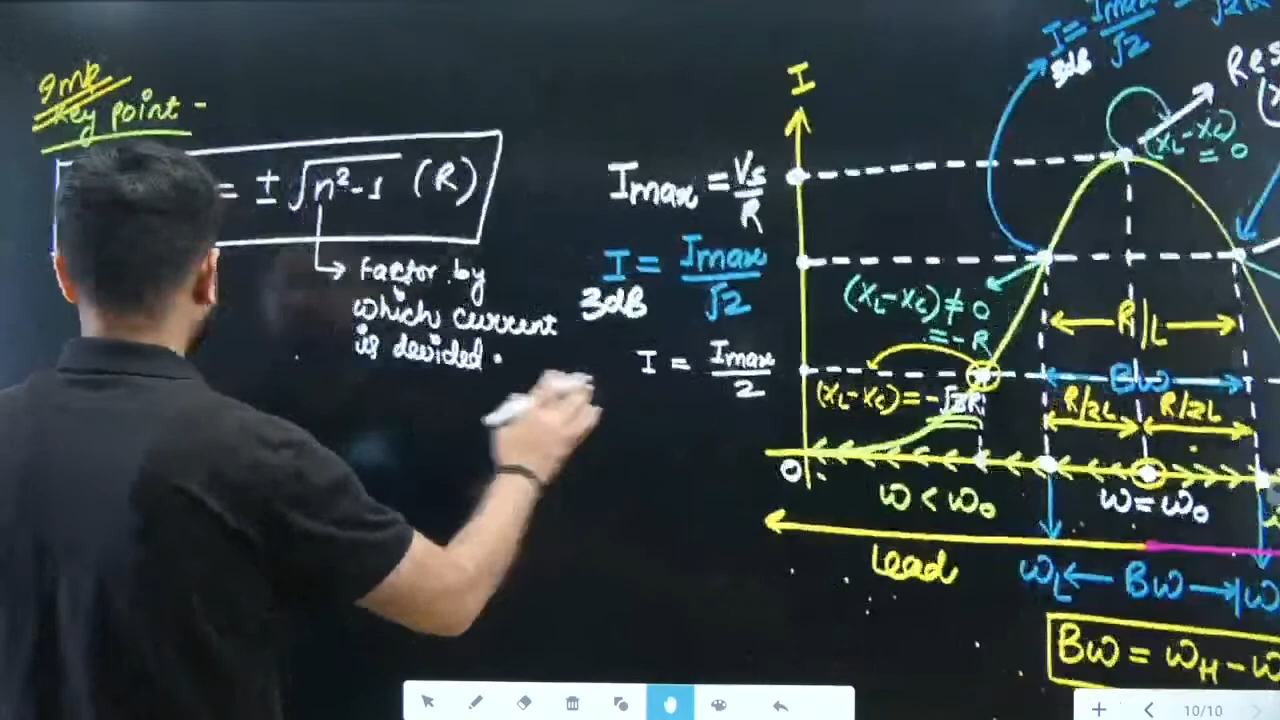 Imp
Key point -
= ± √n²-1 (R)
Factor by
which current
is devided.
I
Imax = Vs/R
I 3dB = Imax/√2
I = Imax/2
I 3dB = Imax/√2
Res
(XL-XC) = 0
(XL-XC) ≠ 0
= -R
(XL-XC) = -√3R
R/L
BW
R/2L R/2L
0
ω < ω0 ω = ω0
Lead
ωL ← BW →
BW = ωH - ω
10/10